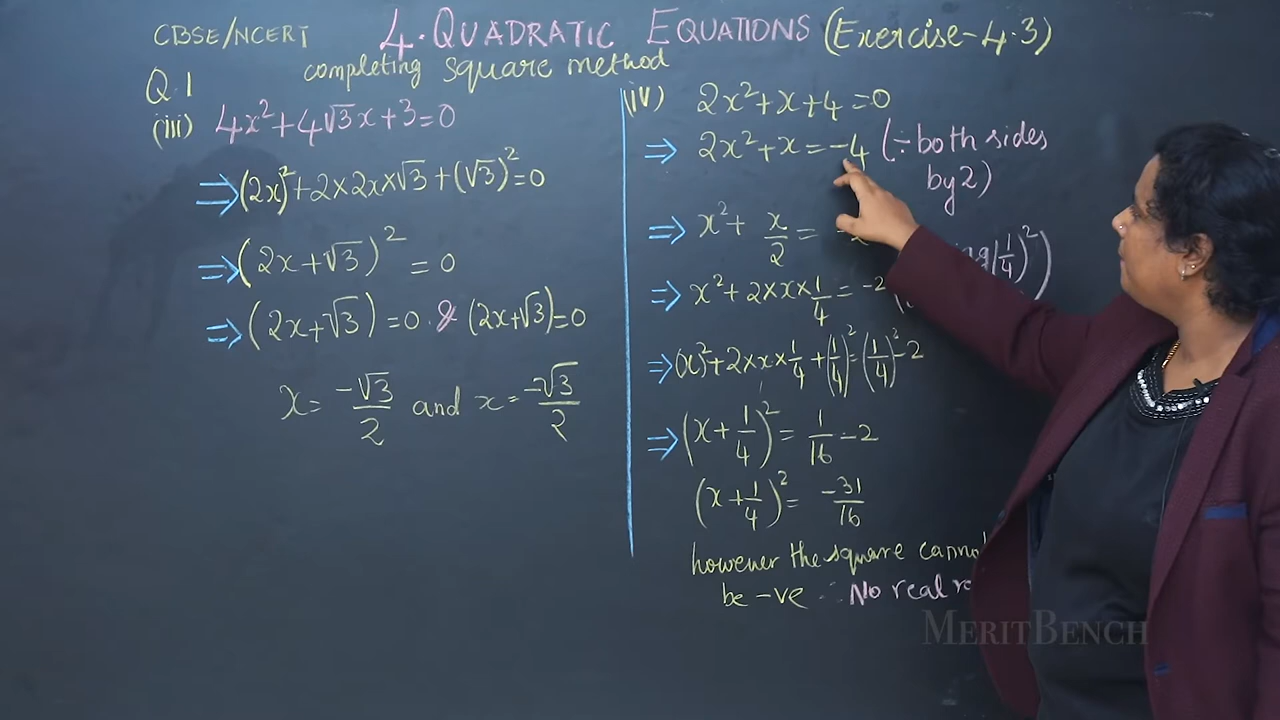 CBSE/NCERT 4. QUADRATIC EQUATIONS (Exercise-4.3)
completing square method
Q.1
(iii) 4x²+4√3x+3=0
⇒(2x)²+2×2x×√3+(√3)²=0
⇒(2x+√3)²=0
⇒(2x+√3)=0 & (2x+√3)=0
x=-√3/2 and x=-√3/2
(iv) 2x²+x+4=0
⇒ 2x²+x=-4 (÷both sides
by 2)
⇒ x²+x/2=
⇒ x²+2×x×1/4=-2 (1/4)²)
⇒(x)²+2×x×1/4+(1/4)²=(1/4)²-2
⇒(x+1/4)²=1/16-2
(x+1/4)²=-31/16
however the square
be -ve ∴ No real
MERITBENCH